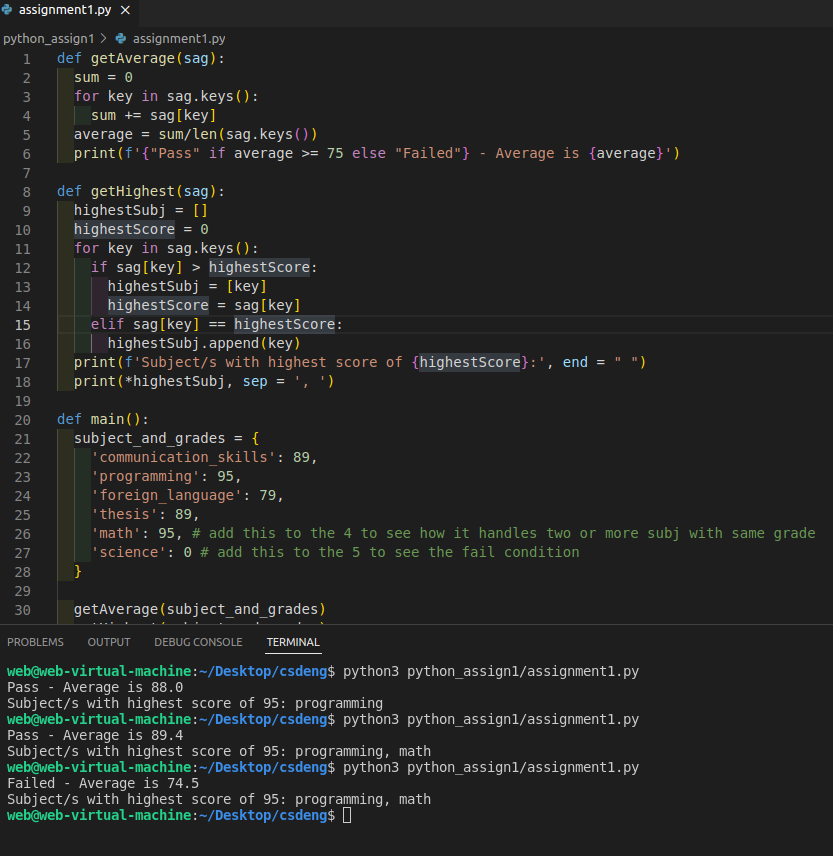 assignment1.py ×
python_assign1 > assignment1.py
1 def getAverage(sag):
2   sum = 0
3   for key in sag.keys():
4     sum += sag[key]
5   average = sum/len(sag.keys())
6   print(f'{"Pass" if average >= 75 else "Failed"} - Average is {average}')
7
8 def getHighest(sag):
9   highestSubj = []
10   highestScore = 0
11   for key in sag.keys():
12     if sag[key] > highestScore:
13       highestSubj = [key]
14       highestScore = sag[key]
15     elif sag[key] == highestScore:
16       highestSubj.append(key)
17   print(f'Subject/s with highest score of {highestScore}:', end = " ")
18   print(*highestSubj, sep = ', ')
19
20 def main():
21   subject_and_grades = {
22     'communication_skills': 89,
23     'programming': 95,
24     'foreign_language': 79,
25     'thesis': 89,
26     'math': 95, # add this to the 4 to see how it handles two or more subj with same grade
27     'science': 0 # add this to the 5 to see the fail condition
28   }
29
30   getAverage(subject_and_grades)
PROBLEMS OUTPUT DEBUG CONSOLE TERMINAL
web@web-virtual-machine:~/Desktop/csdeng$ python3 python_assign1/assignment1.py
Pass - Average is 88.0
Subject/s with highest score of 95: programming
web@web-virtual-machine:~/Desktop/csdeng$ python3 python_assign1/assignment1.py
Pass - Average is 89.4
Subject/s with highest score of 95: programming, math
web@web-virtual-machine:~/Desktop/csdeng$ python3 python_assign1/assignment1.py
Failed - Average is 74.5
Subject/s with highest score of 95: programming, math
web@web-virtual-machine:~/Desktop/csdeng$